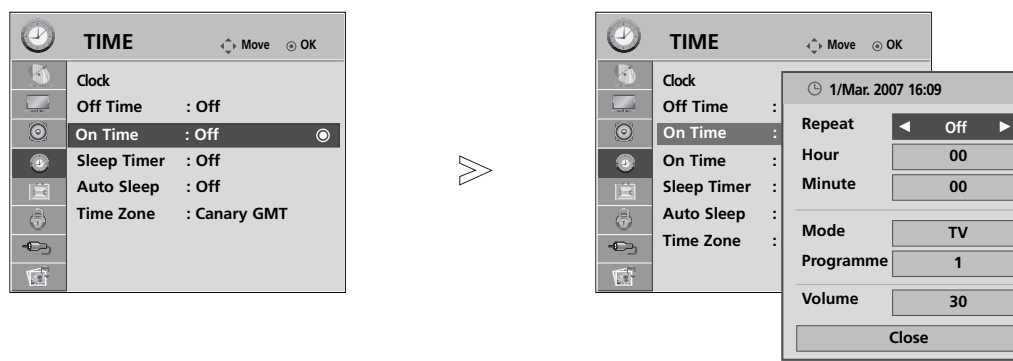 TIME Move OK
Clock
Off Time : Off
On Time : Off
Sleep Timer : Off
Auto Sleep : Off
Time Zone : Canary GMT
TIME Move OK
Clock
Off Time :
On Time :
On Time :
Sleep Timer :
Auto Sleep :
Time Zone :
1/Mar. 2007 16:09
Repeat ◀ Off ▶
Hour 00
Minute 00
Mode TV
Programme 1
Volume 30
Close